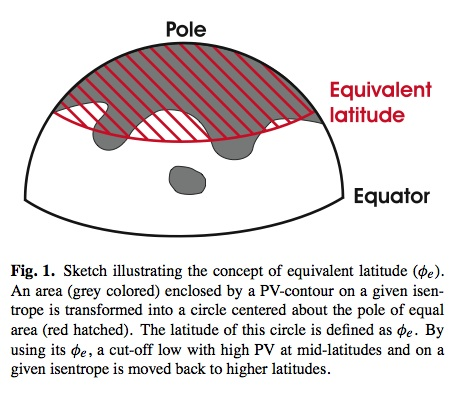 Pole
Equivalent
latitude
Equator
Fig. 1. Sketch illustrating the concept of equivalent latitude (ϕe).
An area (grey colored) enclosed by a PV-contour on a given isen-
trope is transformed into a circle centered about the pole of equal
area (red hatched). The latitude of this circle is defined as ϕe. By
using its ϕe, a cut-off low with high PV at mid-latitudes and on a
given isentrope is moved back to higher latitudes.